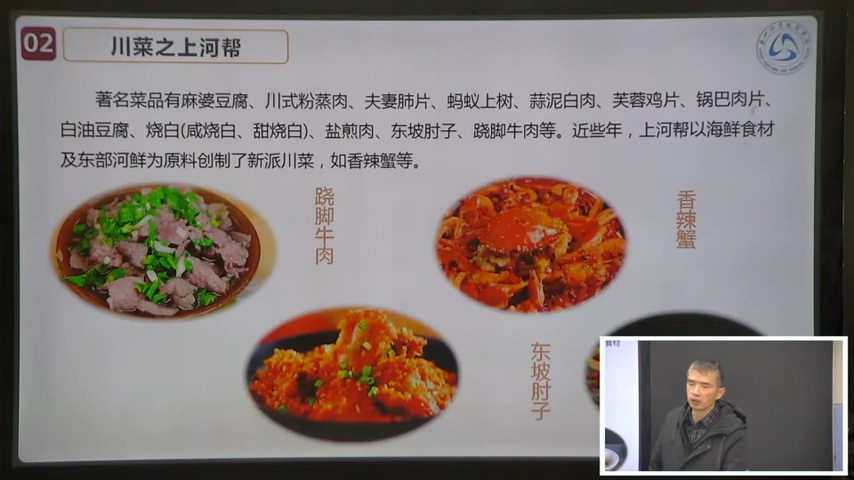 02
川菜之上河帮
著名菜品有麻婆豆腐、川式粉蒸肉、夫妻肺片、蚂蚁上树、蒜泥白肉、芙蓉鸡片、锅巴肉片、
白油豆腐、烧白(咸烧白、甜烧白)、盐煎肉、东坡肘子、跷脚牛肉等。近些年，上河帮以海鲜食材
及东部河鲜为原料创制了新派川菜，如香辣蟹等。
跷脚牛肉
香辣蟹
东坡肘子